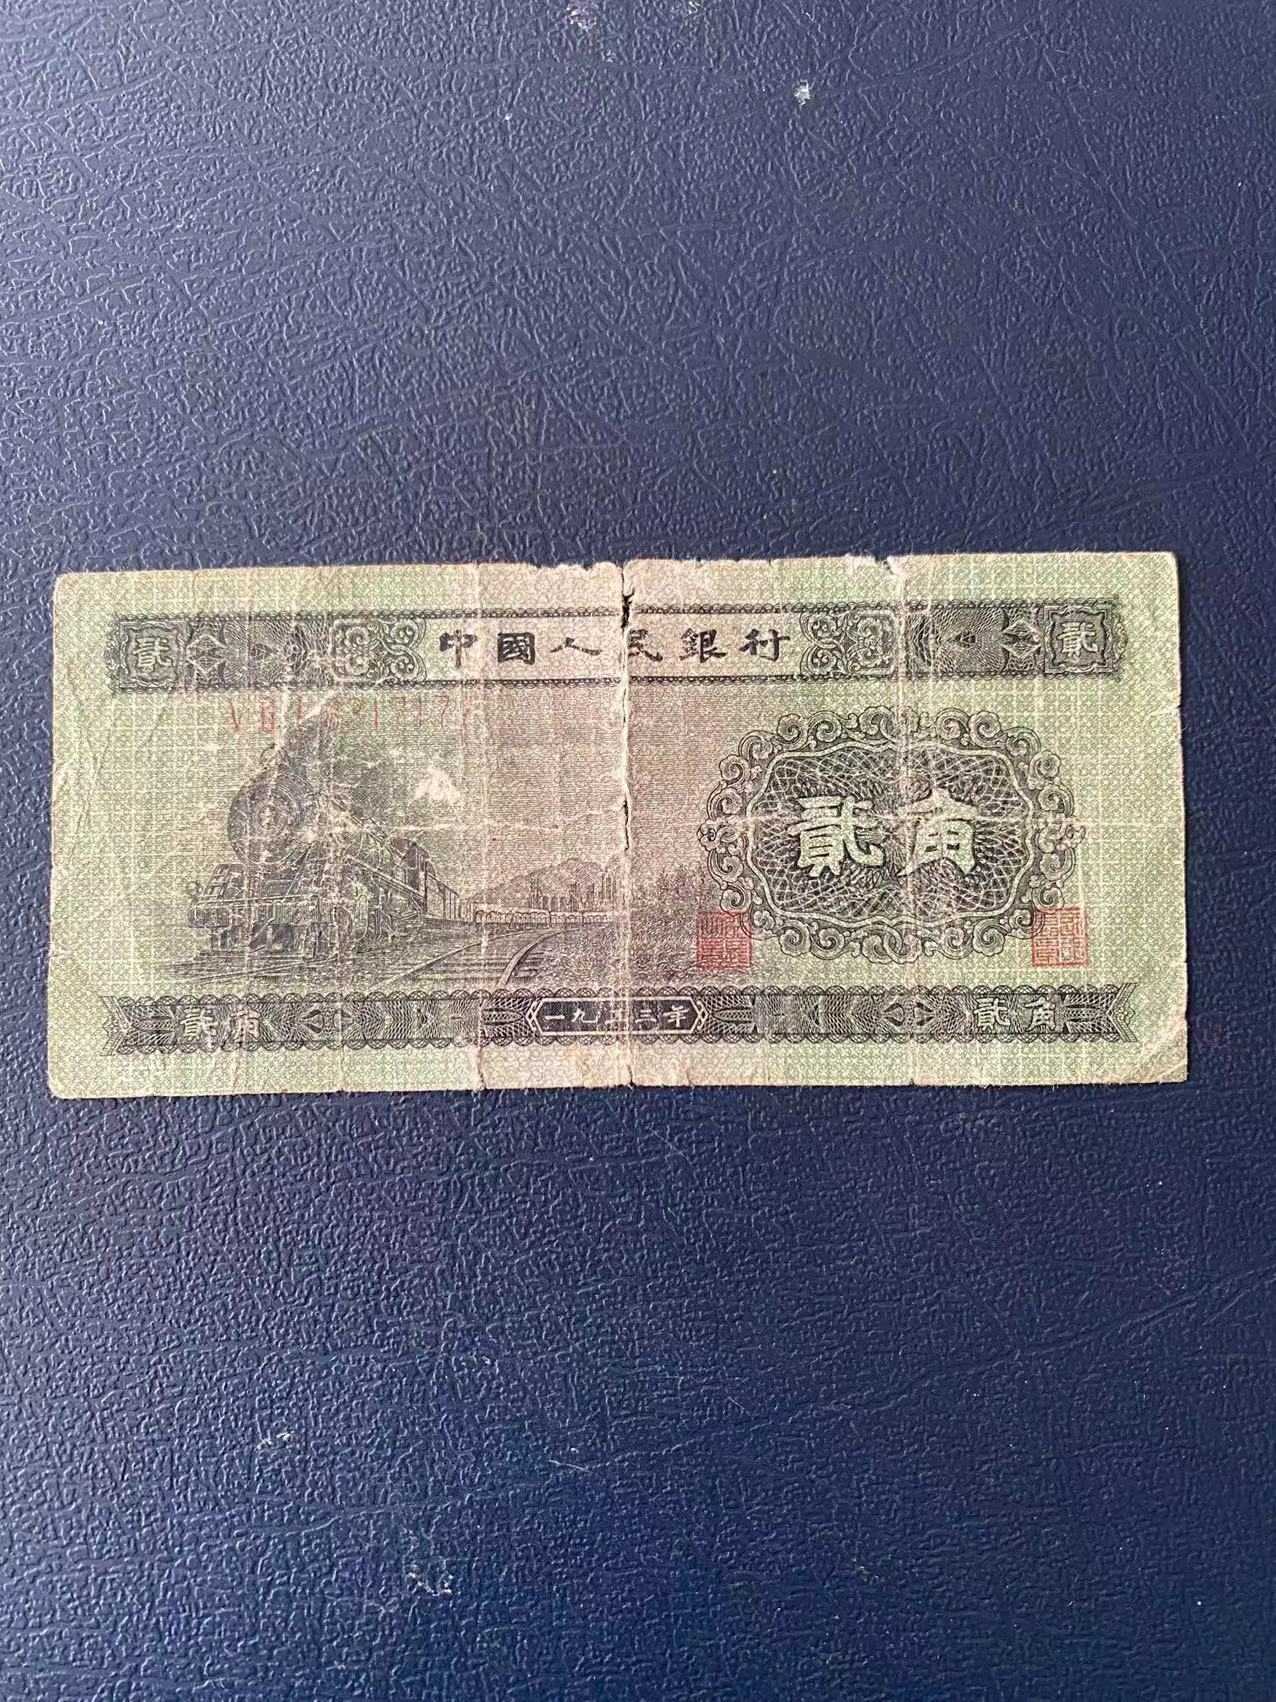 貳 中國人民銀行 貳
貳角
貳角 一九五三年 貳角